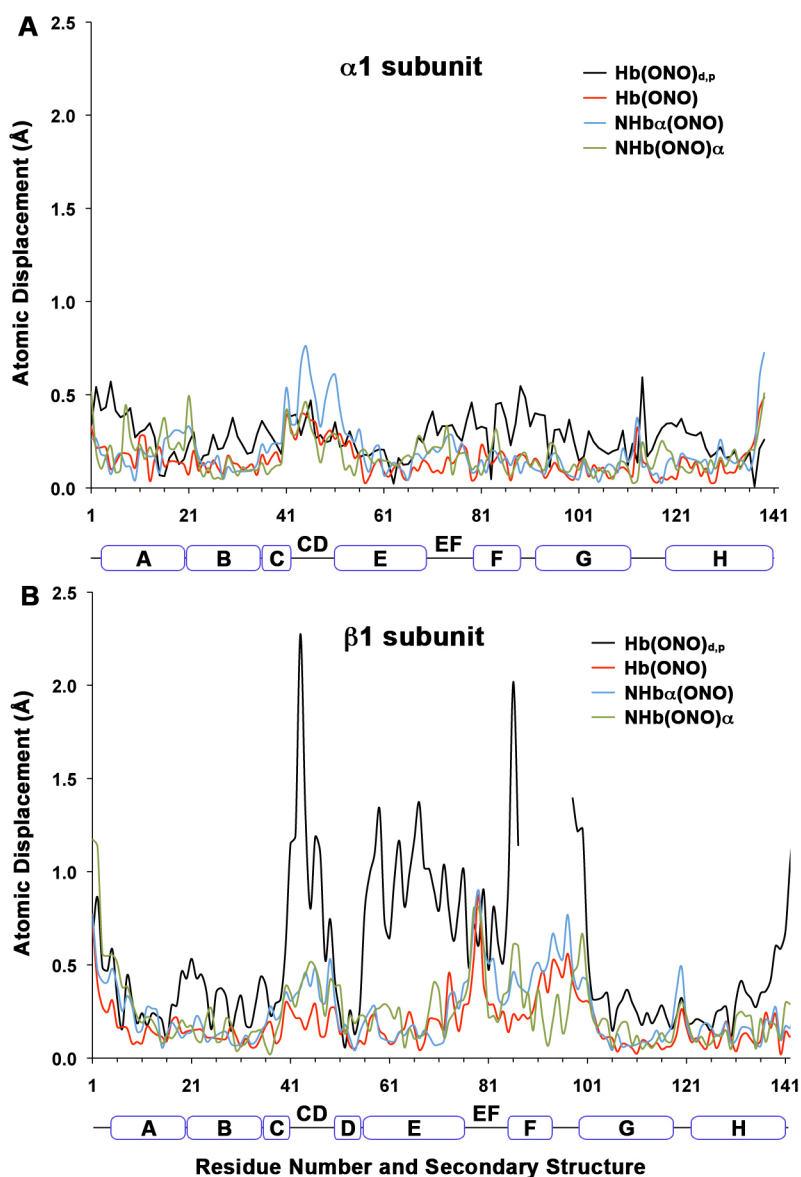 A
α1 subunit
Atomic Displacement (Å)
2.5
2.0
1.5
1.0
0.5
0.0
Hb(ONO)d,p
Hb(ONO)
NHbα(ONO)
NHb(ONO)α
1 21 41 61 81 101 121 141
CD EF
A B C E F G H
B
β1 subunit
Atomic Displacement (Å)
2.5
2.0
1.5
1.0
0.5
0.0
Hb(ONO)d,p
Hb(ONO)
NHbα(ONO)
NHb(ONO)α
1 21 41 61 81 101 121 141
CD EF
A B C D E F G H
Residue Number and Secondary Structure